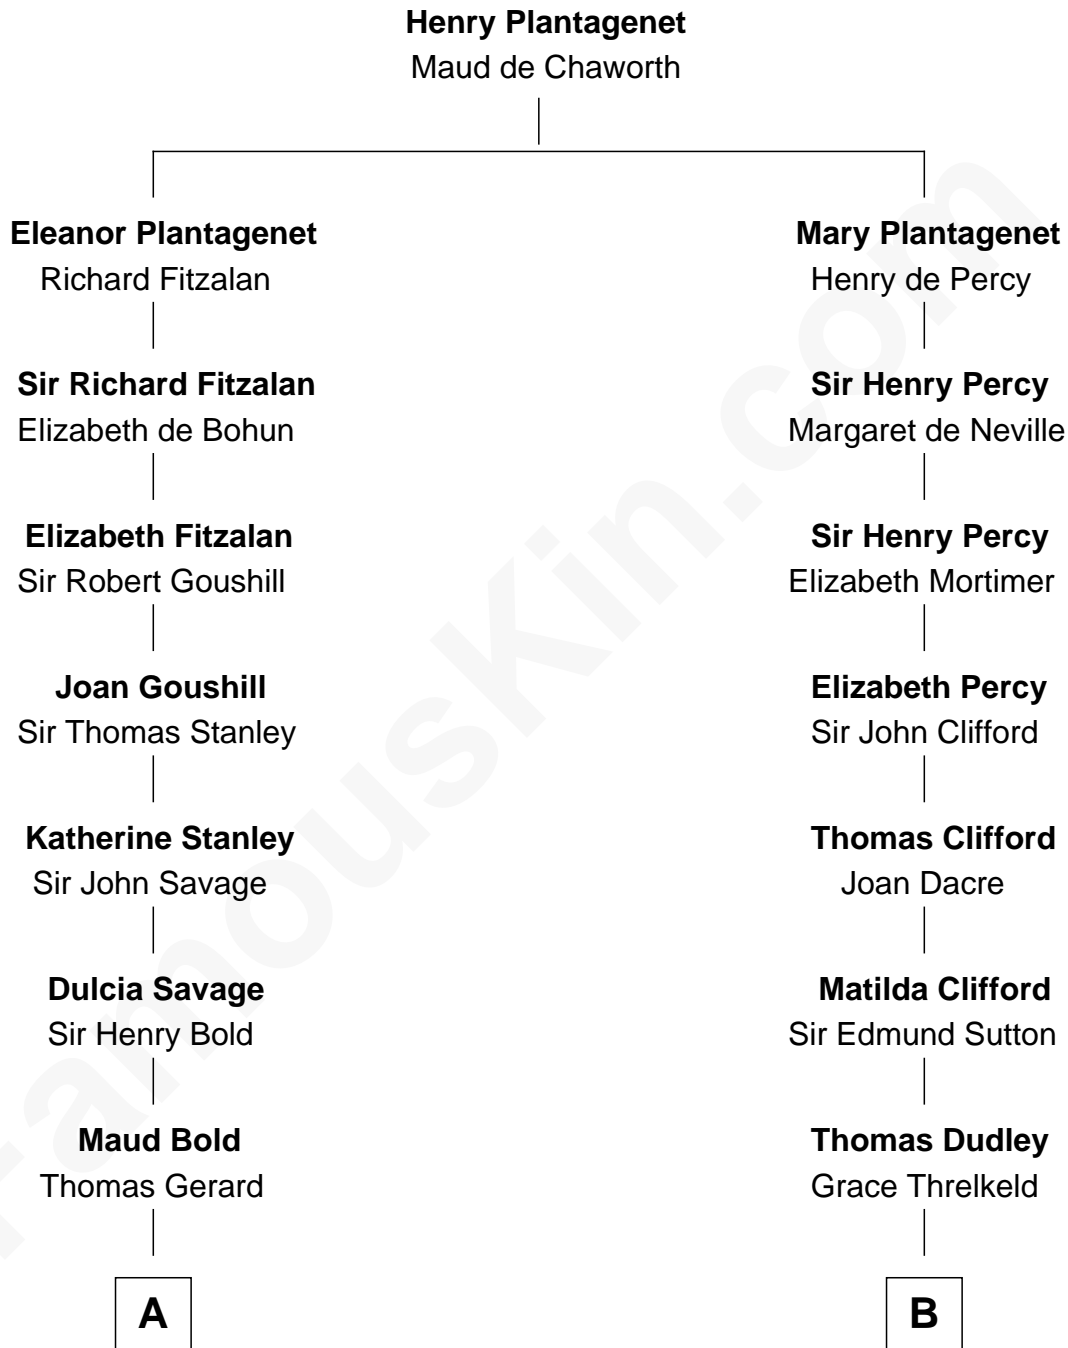 Henry Plantagenet
Maud de Chaworth
Eleanor Plantagenet
Richard Fitzalan
Mary Plantagenet
Henry de Percy
Sir Richard Fitzalan
Elizabeth de Bohun
Sir Henry Percy
Margaret de Neville
Elizabeth Fitzalan
Sir Robert Goushill
Sir Henry Percy
Elizabeth Mortimer
Joan Goushill
Sir Thomas Stanley
Elizabeth Percy
Sir John Clifford
Katherine Stanley
Sir John Savage
Thomas Clifford
Joan Dacre
Dulcia Savage
Sir Henry Bold
Matilda Clifford
Sir Edmund Sutton
Maud Bold
Thomas Gerard
Thomas Dudley
Grace Threlkeld
A
B
FamousKin.com